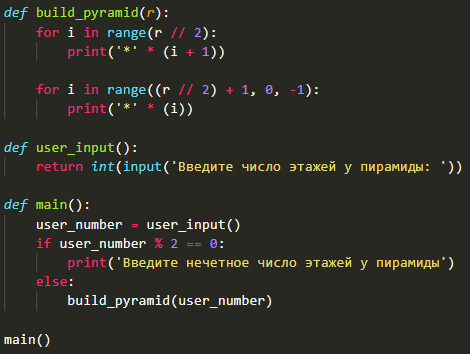 def build_pyramid(r):
    for i in range(r // 2):
        print('*' * (i + 1))

    for i in range((r // 2) + 1, 0, -1):
        print('*' * (i))

def user_input():
    return int(input('Введите число этажей у пирамиды: '))

def main():
    user_number = user_input()
    if user_number % 2 == 0:
        print('Введите нечетное число этажей у пирамиды')
    else:
        build_pyramid(user_number)

main()